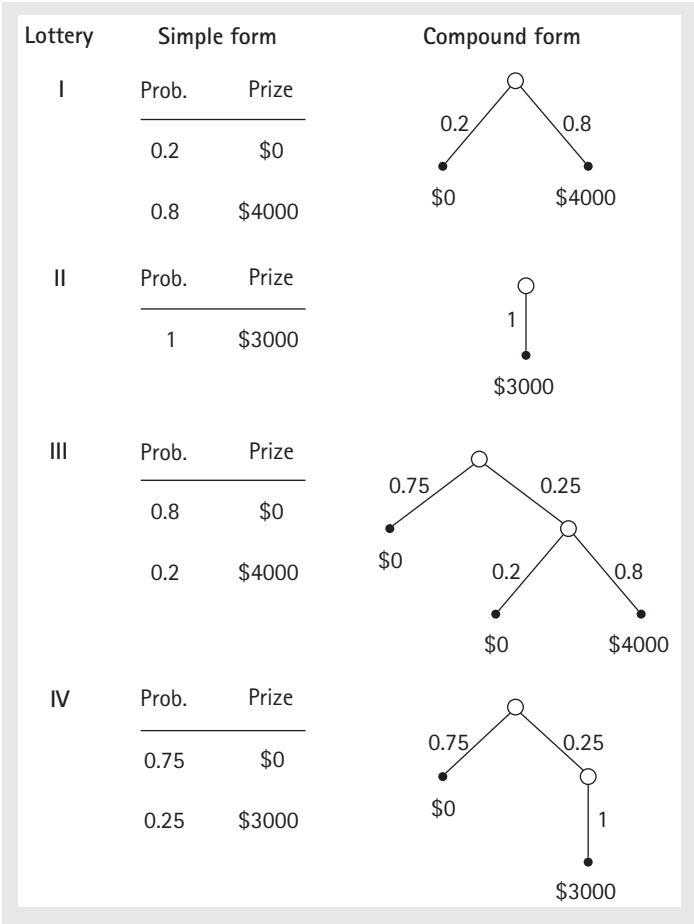 Lottery Simple form Compound form
I Prob. Prize
0.2 0.8
0.2 $0
$0 $4000
0.8 $4000
II Prob. Prize
1
1 $3000
$3000
III Prob. Prize
0.75 0.25
0.8 $0
$0
0.2 $4000 0.2 0.8
$0 $4000
IV Prob. Prize
0.75 0.25
0.75 $0
$0
0.25 $3000 1
$3000